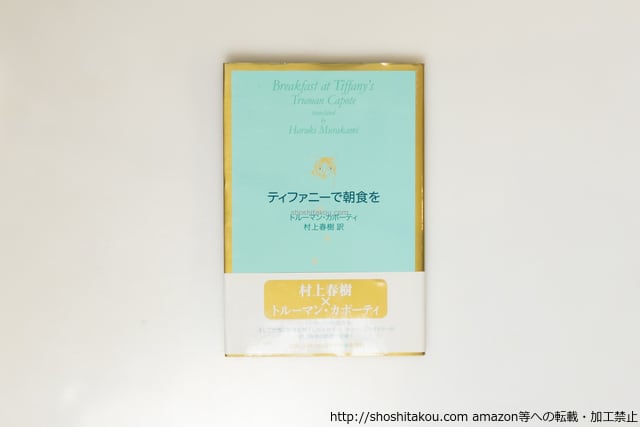 Breakfast at Tiffany's
Truman Capote
translated
by
Haruki Murakami
ティファニーで朝食を
shoshitakou.com
トルーマン・カポーティ
村上春樹 訳
村上春樹
×
トルーマン・カポーティ
http://shoshitakou.com amazon等への転載・加工禁止